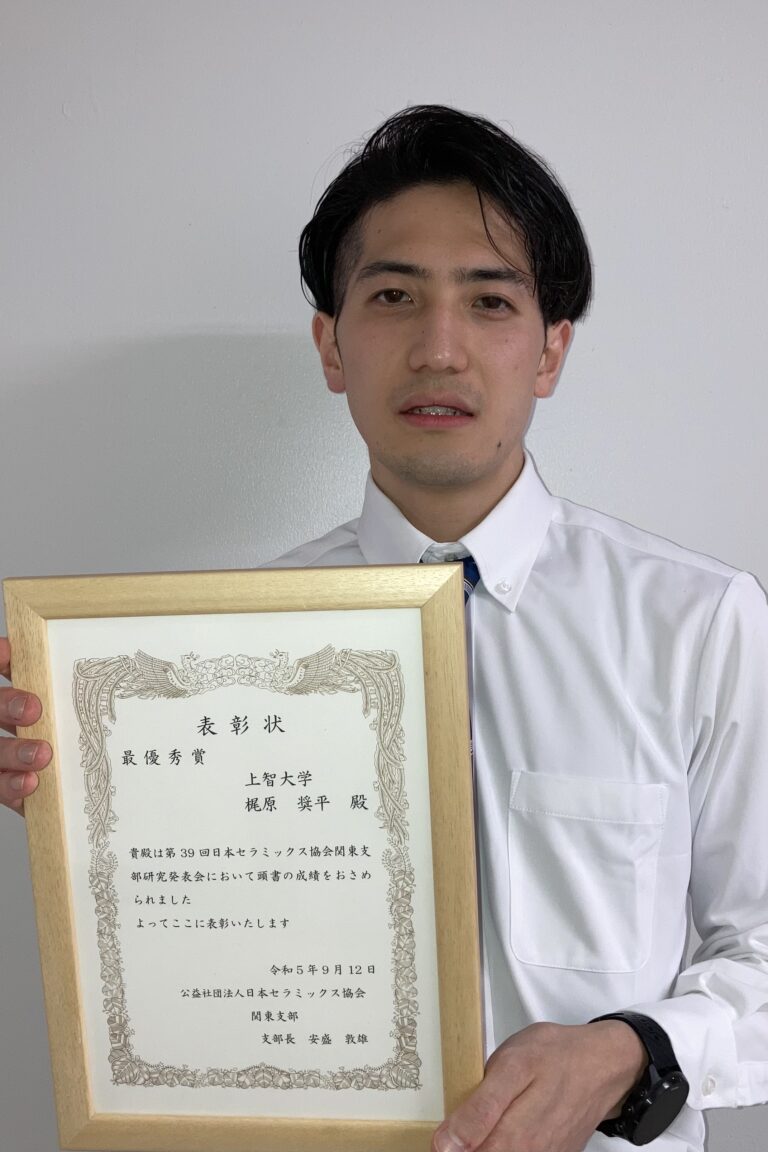 表彰状
最優秀賞
上智大学
梶原 奨平 殿
貴殿は第39回日本セラミックス協会関東支
部研究発表会において頭書の成績をおさめ
られました
よってここに表彰いたします
令和5年9月12日
公益社団法人日本セラミックス協会
関東支部
支部長 安盛 敦雄